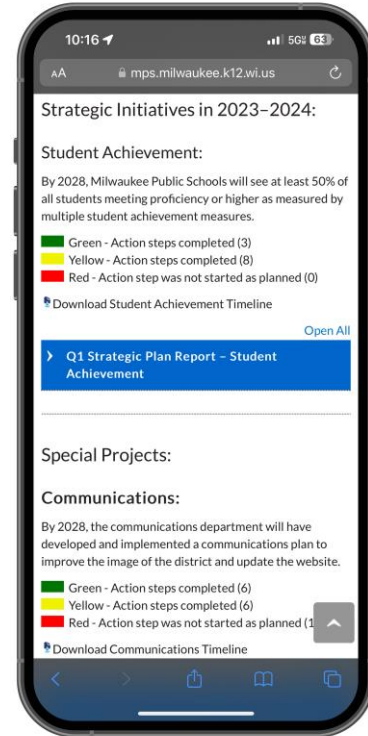 10:16
5G 63
AA mps.milwaukee.k12.wi.us
Strategic Initiatives in 2023–2024:
Student Achievement:
By 2028, Milwaukee Public Schools will see at least 50% of
all students meeting proficiency or higher as measured by
multiple student achievement measures.
Green - Action steps completed (3)
Yellow - Action steps completed (8)
Red - Action step was not started as planned (0)
Download Student Achievement Timeline
Open All
Q1 Strategic Plan Report – Student
Achievement
Special Projects:
Communications:
By 2028, the communications department will have
developed and implemented a communications plan to
improve the image of the district and update the website.
Green - Action steps completed (6)
Yellow - Action steps completed (6)
Red - Action step was not started as planned (1
Download Communications Timeline